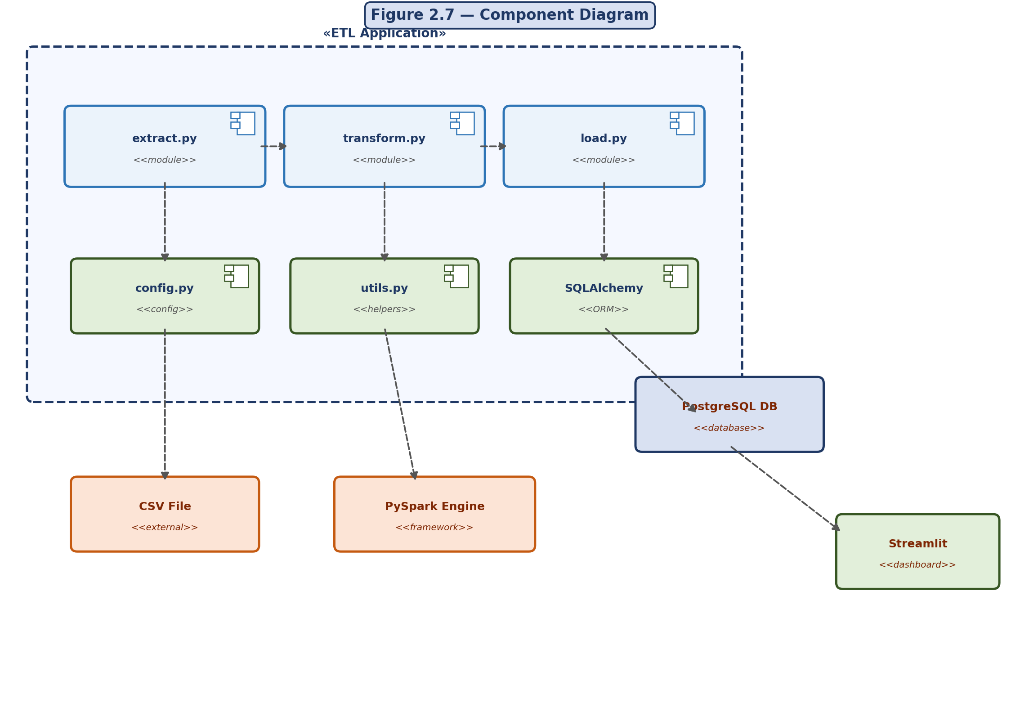 Figure 2.7 — Component Diagram
«ETL Application»
extract.py
<<module>>
transform.py
<<module>>
load.py
<<module>>
config.py
<<config>>
utils.py
<<helpers>>
SQLAlchemy
<<ORM>>
PostgreSQL DB
<<database>>
CSV File
<<external>>
PySpark Engine
<<framework>>
Streamlit
<<dashboard>>